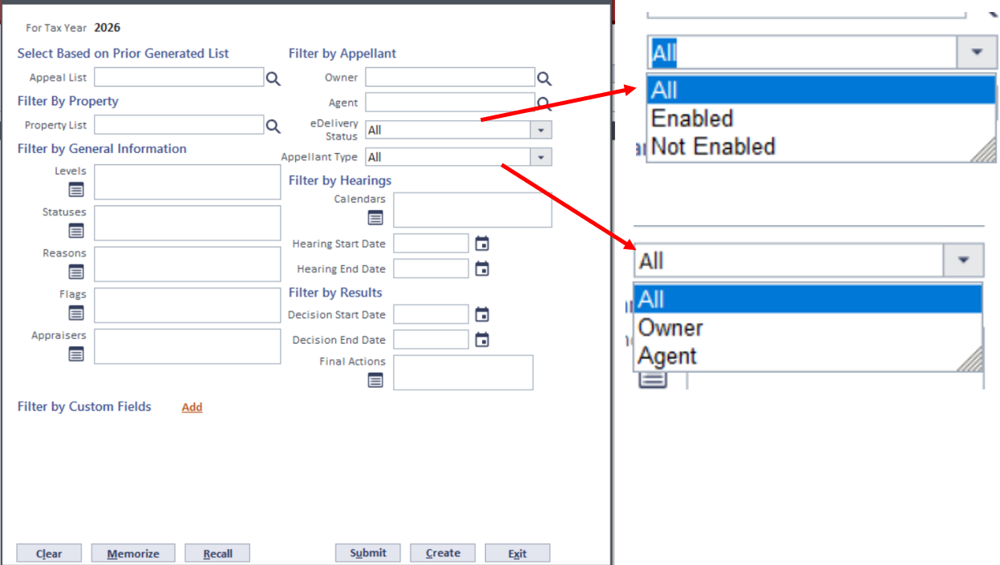 For Tax Year 2026
Select Based on Prior Generated List
Appeal List
Filter By Property
Property List
Filter by General Information
Levels
Statuses
Reasons
Flags
Appraisers
Filter by Custom Fields Add
Filter by Appellant
Owner
Agent
eDelivery
Status All
Appellant Type All
Filter by Hearings
Calendars
Hearing Start Date
Hearing End Date
Filter by Results
Decision Start Date
Decision End Date
Final Actions
Clear Memorize Recall Submit Create Exit
All
All
Enabled
Not Enabled
All
All
Owner
Agent